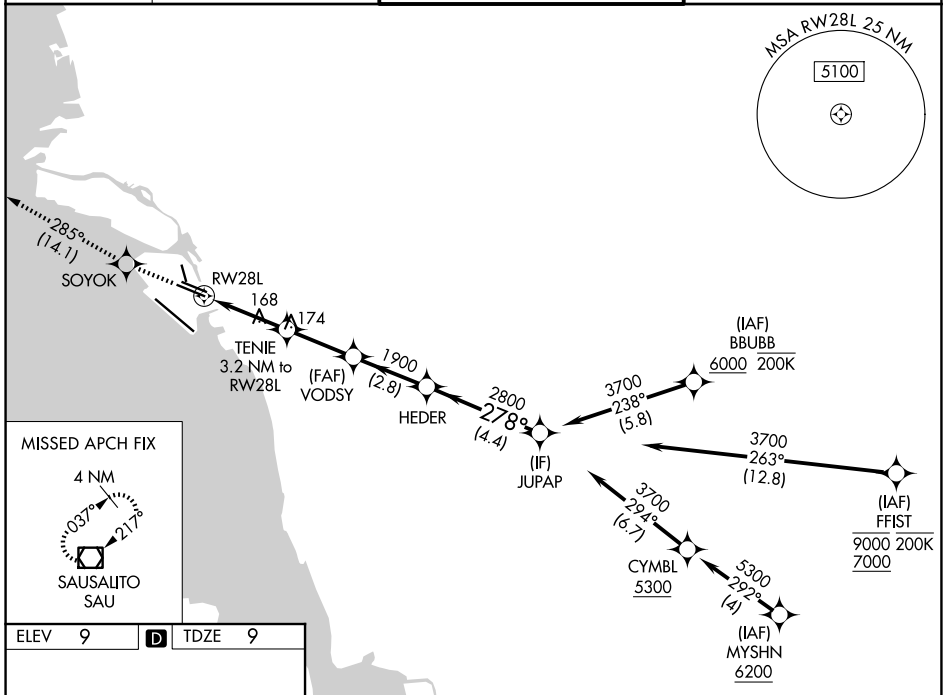 MSA RW28L 25 NM
5100
285°
(14.1)
SOYOK
RW28L
168
174
TENIE
3.2 NM to
RW28L
(FAF)
VODSY
1900
(2.8)
HEDER
2800
278°
(4.4)
(IF)
JUPAP
3700
238°
(5.8)
(IAF)
BBUBB
6000 200K
3700
263°
(12.8)
(IAF)
FFIST
9000 200K
7000
3700
294°
(6.7)
CYMBL
5300
5300
292°
(4)
(IAF)
MYSHN
6200
MISSED APCH FIX
4 NM
037°
217°
SAUSALITO
SAU
ELEV 9 D TDZE 9